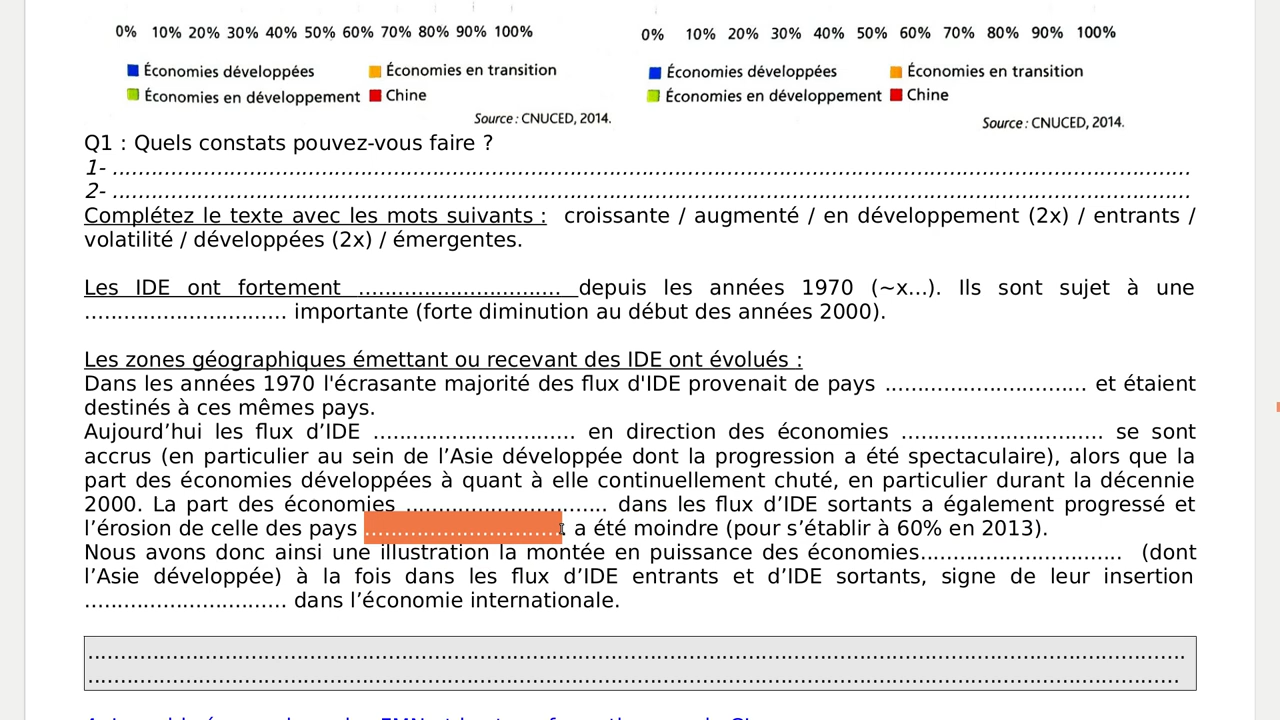 0% 10% 20% 30% 40% 50% 60% 70% 80% 90% 100%
0% 10% 20% 30% 40% 50% 60% 70% 80% 90% 100%
Économies développées Économies en transition
Économies en développement Chine
Source : CNUCED, 2014.
Économies développées Économies en transition
Économies en développement Chine
Source : CNUCED, 2014.
Q1 : Quels constats pouvez-vous faire ?
1- ........................................................................................................................
2- ........................................................................................................................
Complétez le texte avec les mots suivants : croissante / augmenté / en développement (2x) / entrants /
volatilité / développées (2x) / émergentes.
Les IDE ont fortement ............................... depuis les années 1970 (~x...). Ils sont sujet à une
............................... importante (forte diminution au début des années 2000).
Les zones géographiques émettant ou recevant des IDE ont évolués :
Dans les années 1970 l'écrasante majorité des flux d'IDE provenait de pays ............................... et étaient
destinés à ces mêmes pays.
Aujourd’hui les flux d’IDE ............................... en direction des économies ............................... se sont
accrus (en particulier au sein de l’Asie développée dont la progression a été spectaculaire), alors que la
part des économies développées à quant à elle continuellement chuté, en particulier durant la décennie
2000. La part des économies ............................... dans les flux d’IDE sortants a également progressé et
l’érosion de celle des pays ............................... a été moindre (pour s’établir à 60% en 2013).
Nous avons donc ainsi une illustration la montée en puissance des économies............................... (dont
l’Asie développée) à la fois dans les flux d’IDE entrants et d’IDE sortants, signe de leur insertion
............................... dans l’économie internationale.
........................................................................................................................
........................................................................................................................